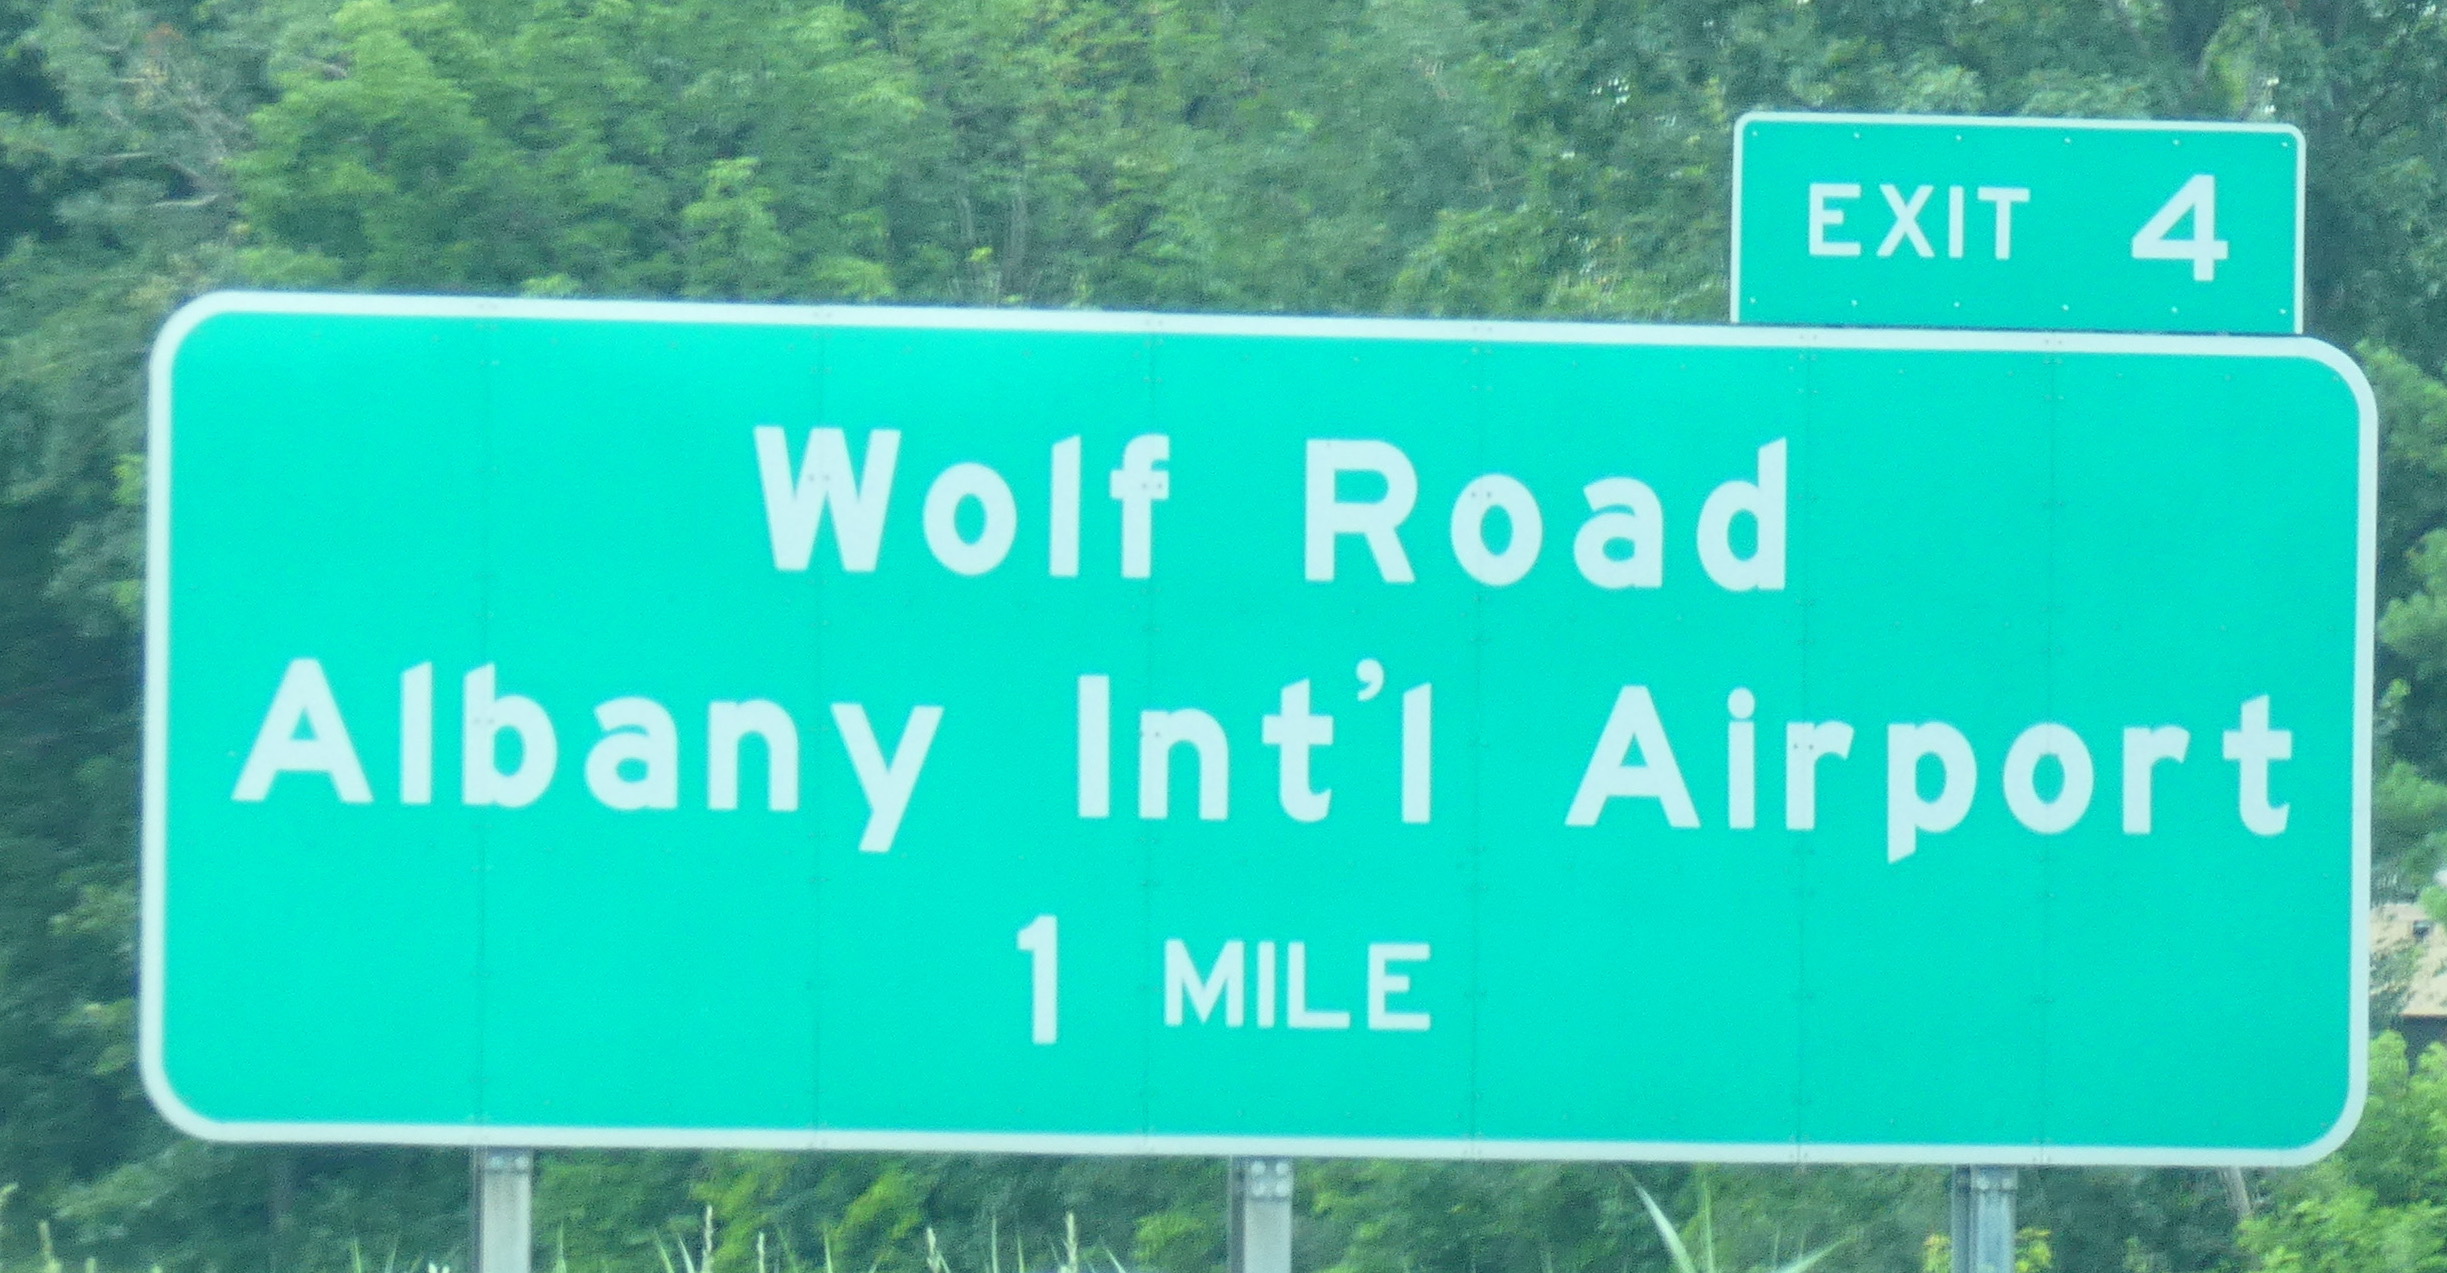 EXIT 4
Wolf Road
Albany Int'l Airport
1 MILE